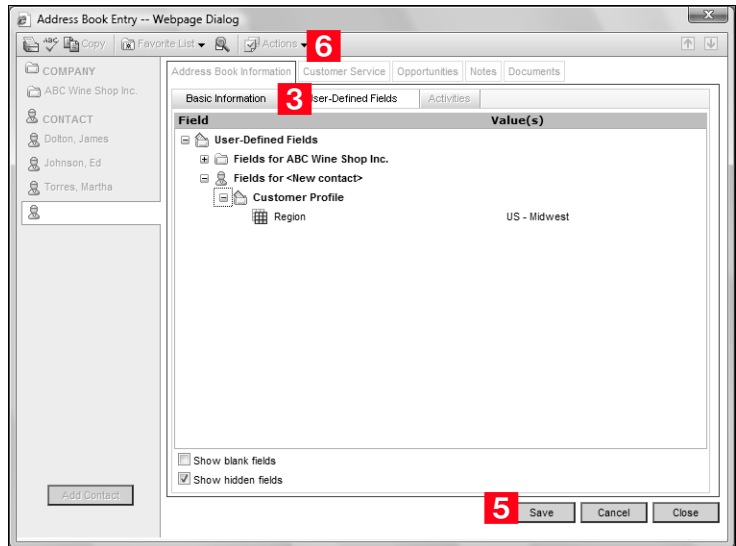 Address Book Entry -- Webpage Dialog
ABC Copy Favorite List Actions 6
COMPANY
ABC Wine Shop Inc.
CONTACT
Dolton, James
Johnson, Ed
Torres, Martha
Add Contact
Address Book Information Customer Service Opportunities Notes Documents
Basic Information 3 User-Defined Fields Activities
Field Value(s)
User-Defined Fields
Fields for ABC Wine Shop Inc.
Fields for <New contact>
Customer Profile
Region US - Midwest
Show blank fields
Show hidden fields
5 Save Cancel Close